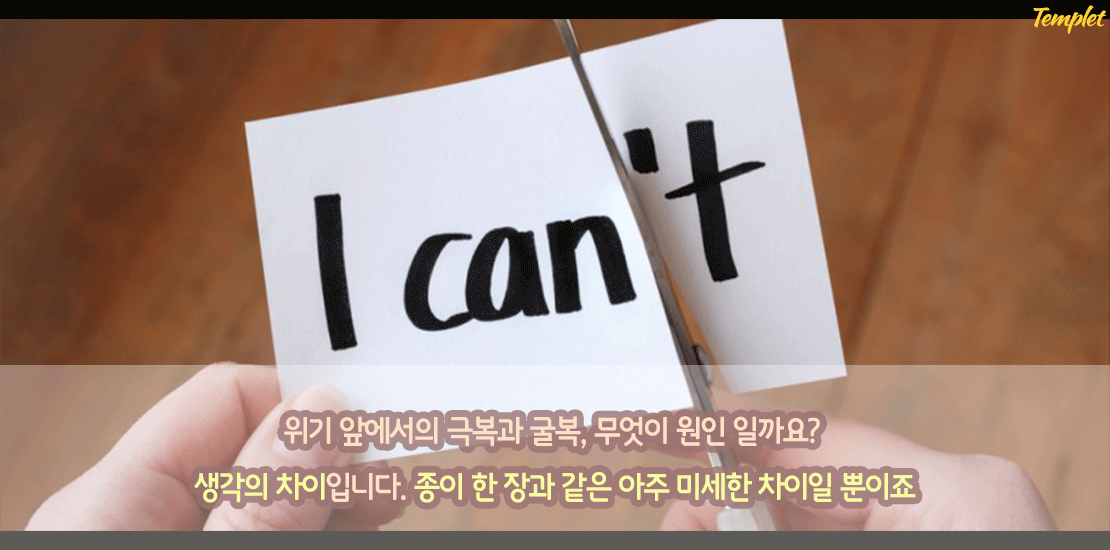 Templet
I can't
위기 앞에서의 극복과 굴복, 무엇이 원인 일까요?
생각의 차이입니다. 종이 한 장과 같은 아주 미세한 차이일 뿐이죠